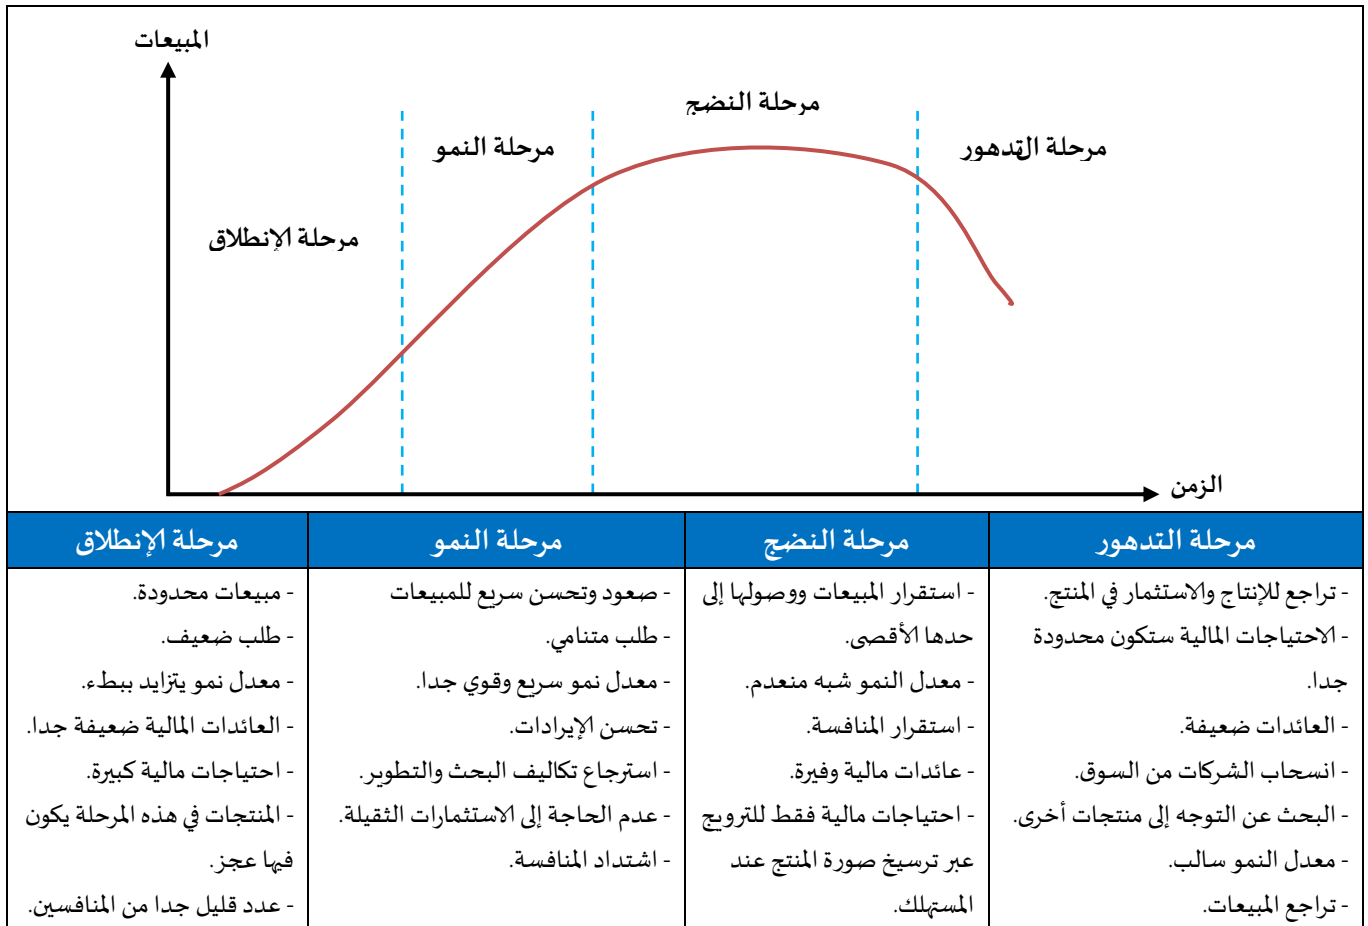 المبيعات
مرحلة النضج
مرحلة النمو
مرحلة التدهور
مرحلة الإنطلاق
الزمن
مرحلة الإنطلاق
- مبيعات محدودة.
- طلب ضعيف.
- معدل نمو يتزايد ببطء.
- العائدات المالية ضعيفة جدا.
- احتياجات مالية كبيرة.
- المنتجات في هذه المرحلة يكون
فيها عجز.
- عدد قليل جدا من المنافسين.
مرحلة النمو
- صعود وتحسن سريع للمبيعات
- طلب متنامي.
- معدل نمو سريع وقوي جدا.
- تحسن الإيرادات.
- استرجاع تكاليف البحث والتطوير.
- عدم الحاجة إلى الاستثمارات الثقيلة.
- اشتداد المنافسة.
مرحلة النضج
- استقرار المبيعات ووصولها إلى
حدها الأقصى.
- معدل النمو شبه منعدم.
- استقرار المنافسة.
- عائدات مالية وفيرة.
- احتياجات مالية فقط للترويج
عبر ترسيخ صورة المنتج عند
المستهلك.
مرحلة التدهور
- تراجع للإنتاج والاستثمار في المنتج.
- الاحتياجات المالية ستكون محدودة
جدا.
- العائدات ضعيفة.
- انسحاب الشركات من السوق.
- البحث عن التوجه إلى منتجات أخرى.
- معدل النمو سالب.
- تراجع المبيعات.